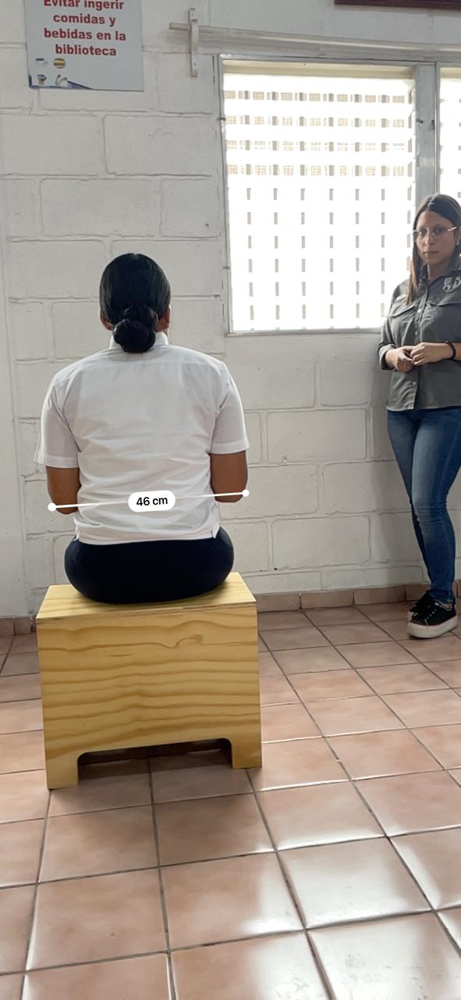 Evitar ingerir
comidas y
bebidas en la
biblioteca
46 cm